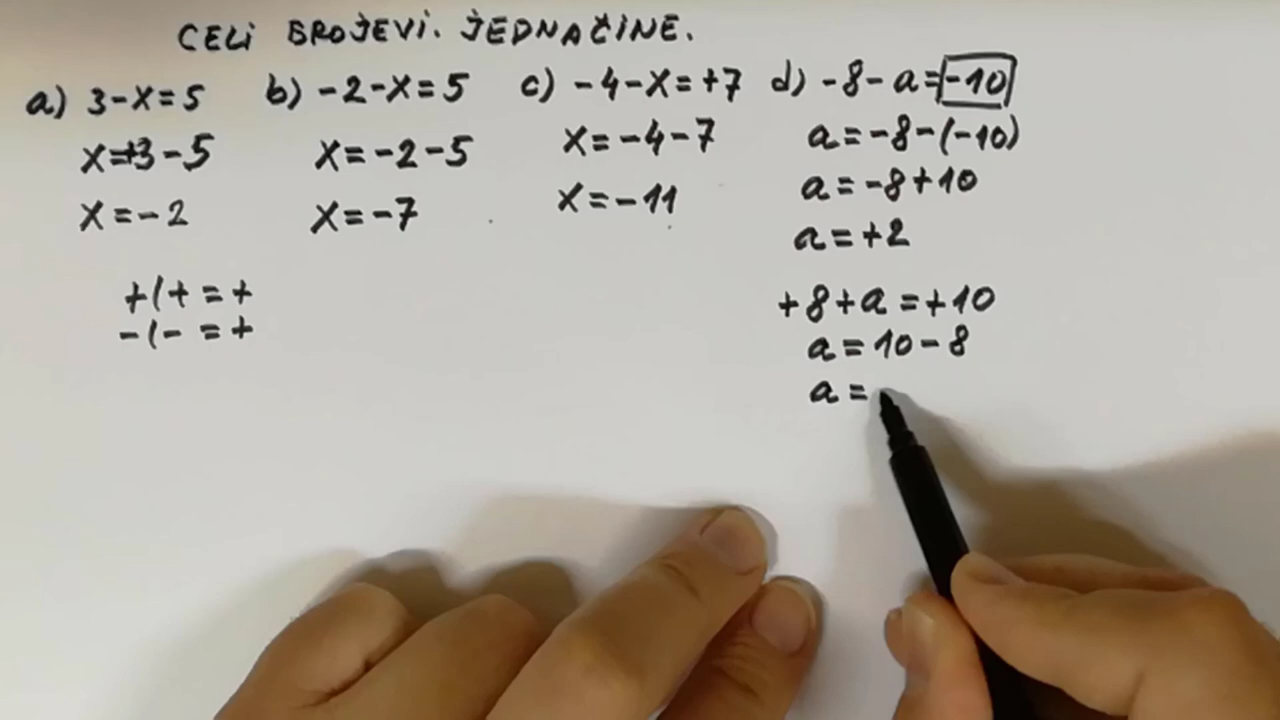 CELI BROJEVI. JEDNAČINE.
a) 3-x=5
x=+3-5
x=-2
+/+=+
-/-=+
b) -2-x=5
x=-2-5
x=-7
c) -4-x=+7
x=-4-7
x=-11
d) -8-a=-10
a=-8-(-10)
a=-8+10
a=+2
+8+a=+10
a=10-8
a=